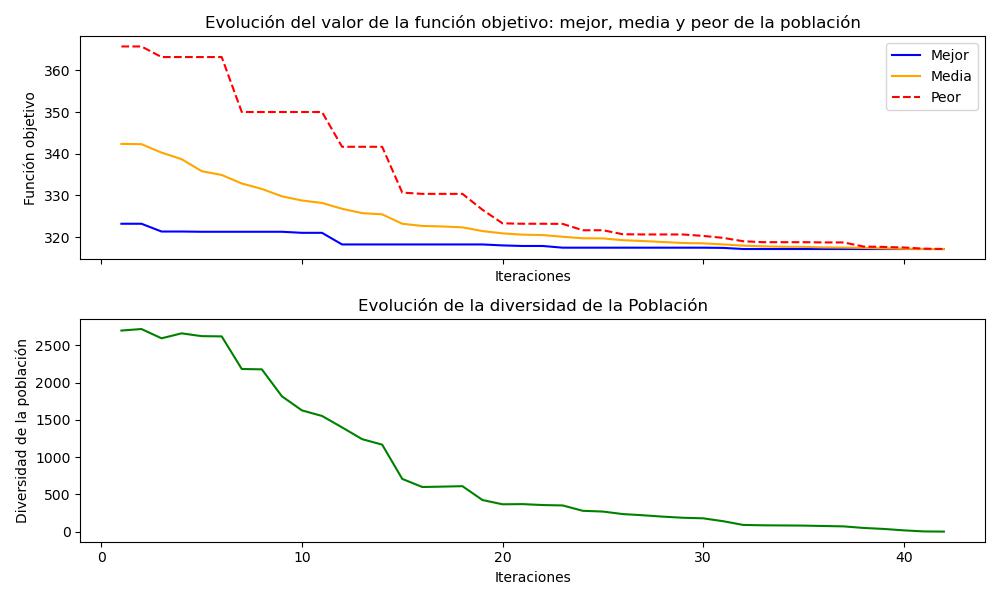 Evolución del valor de la función objetivo: mejor, media y peor de la población
Función objetivo
360
350
340
330
320
Mejor
Media
Peor
Iteraciones
Evolución de la diversidad de la Población
Diversidad de la población
2500
2000
1500
1000
500
0
0 10 20 30 40
Iteraciones